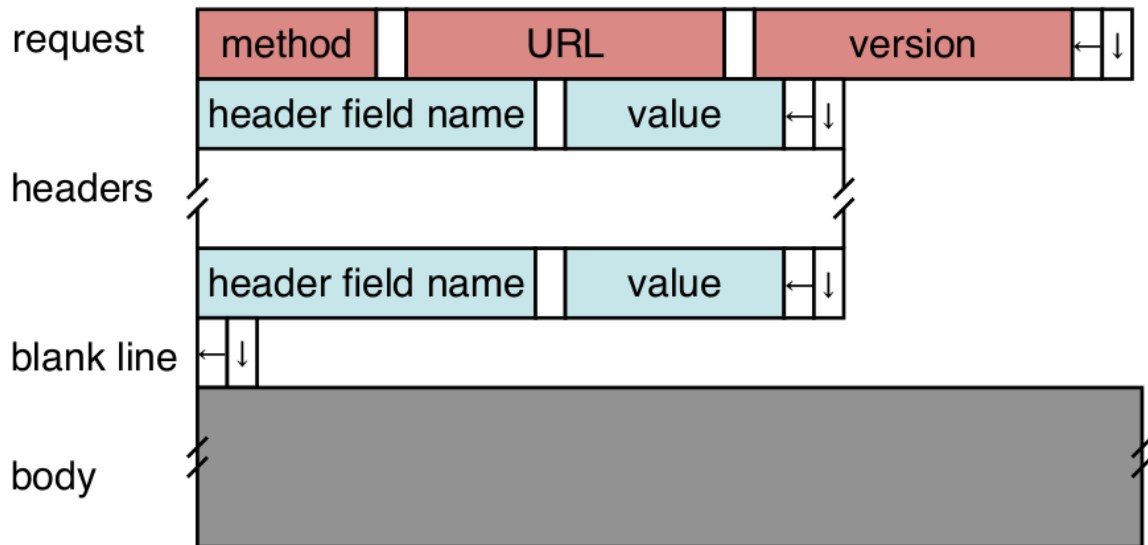 request method URL version ← ↓
header field name value ← ↓
headers
header field name value ← ↓
blank line ← ↓
body